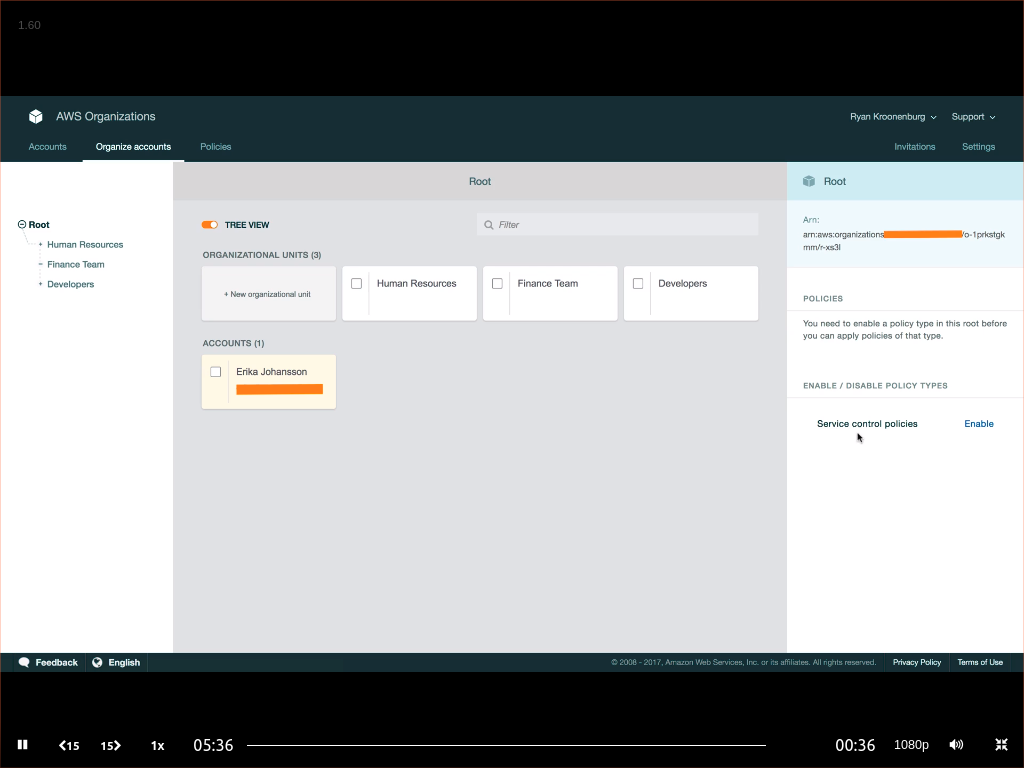 1.60
AWS Organizations
Ryan Kroonenburg
Support
Accounts
Organize accounts
Policies
Invitations
Settings
Root
Human Resources
Finance Team
Developers
Root
TREE VIEW
Filter
ORGANIZATIONAL UNITS (3)
+ New organizational unit
Human Resources
Finance Team
Developers
ACCOUNTS (1)
Erika Johansson
Root
Arn:
arn:aws:organizations /o-1prkstgk
mm/r-xs3l
POLICIES
You need to enable a policy type in this root before
you can apply policies of that type.
ENABLE / DISABLE POLICY TYPES
Service control policies
Enable
Feedback
English
© 2008 - 2017, Amazon Web Services, Inc. or its affiliates. All rights reserved.
Privacy Policy
Terms of Use
15
15
1x
05:36
00:36
1080p